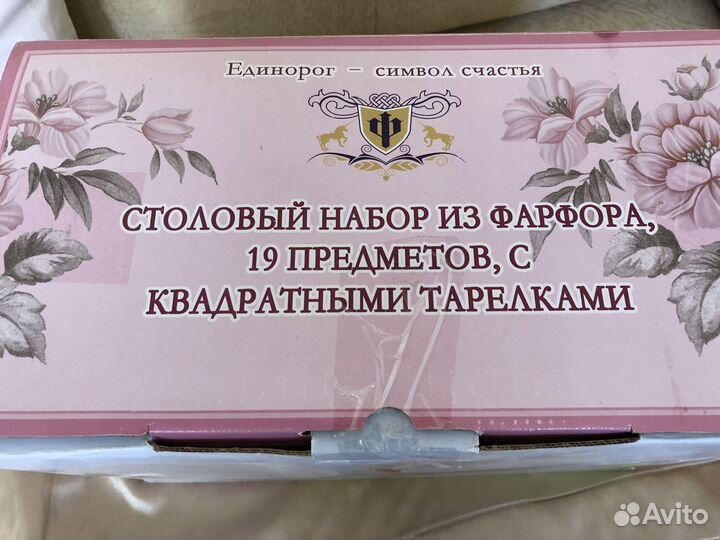 Единорог – символ счастья
Ф
СТОЛОВЫЙ НАБОР ИЗ ФАРФОРА,
19 ПРЕДМЕТОВ, С
КВАДРАТНЫМИ ТАРЕЛКАМИ
Avito